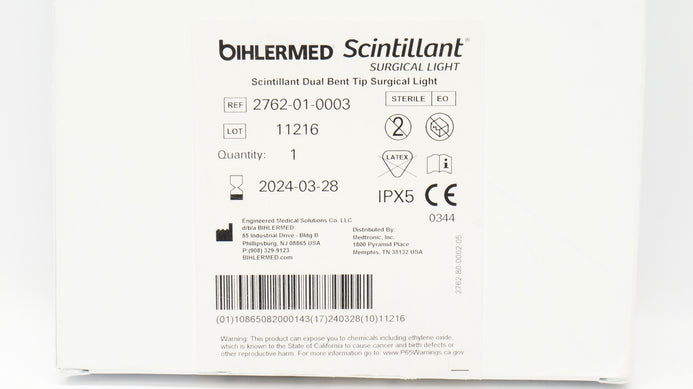 BIHLERMED Scintillant®
SURGICAL LIGHT
Scintillant Dual Bent Tip Surgical Light
REF 2762-01-0003
STERILE EO
LOT 11216
2
Quantity: 1
LATEX
i
2024-03-28
IPX5 CE
0344
Engineered Medical Solutions Co, LLC
d/b/a BIHLERMED
85 Industrial Drive - Bldg B
Phillipsburg, NJ 08865 USA
P:(908) 329-9123
BIHLERMED.com
Distributed By:
Medtronic, Inc.
1800 Pyramid Place
Memphis, TN 38132 USA
2762-80-0002-05
(01)10865082000143(17)240328(10)11216
Warning: This product can expose you to chemicals including ethylene oxide,
which is known to the State of California to cause cancer and birth defects or
other reproductive harm. For more information go to: www.P65Warnings.ca.gov